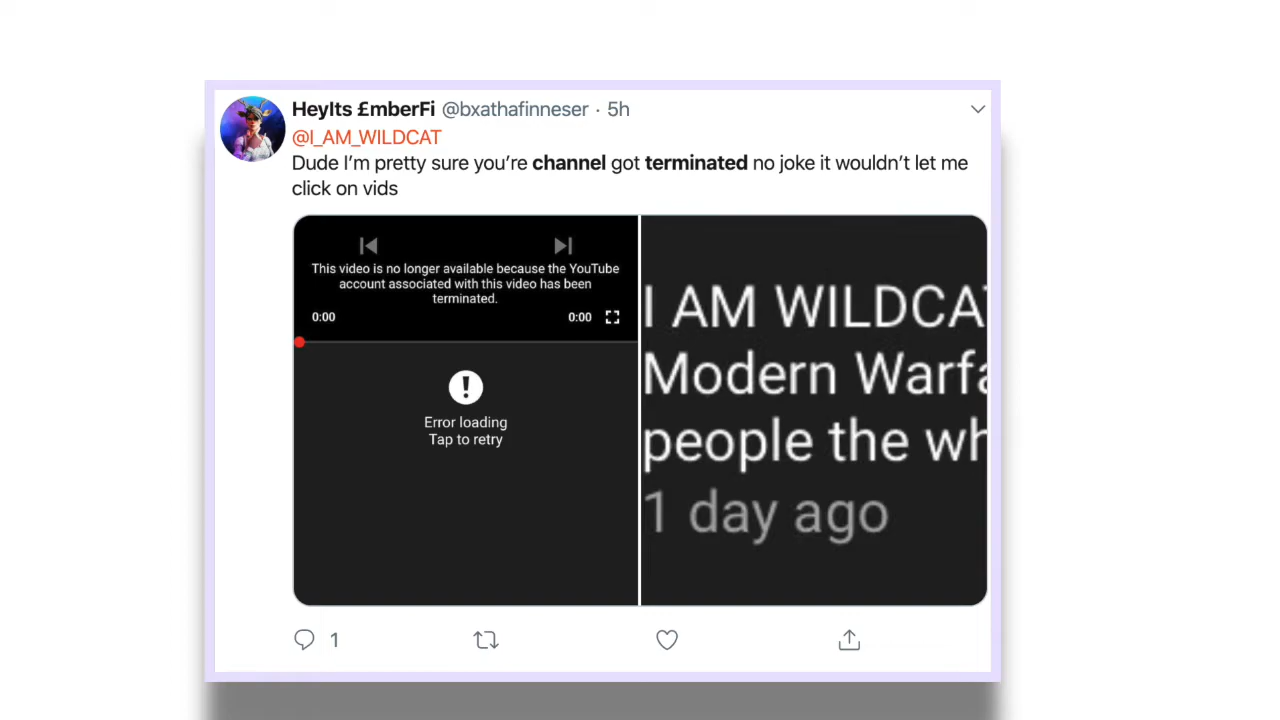 HeyIts £mberFi @bxathafinneser · 5h
@I_AM_WILDCAT
Dude I’m pretty sure you’re channel got terminated no joke it wouldn’t let me
click on vids
This video is no longer available because the YouTube
account associated with this video has been
terminated.
0:00 0:00
Error loading
Tap to retry
I AM WILDCAT
Modern Warfa
people the wh
1 day ago
1